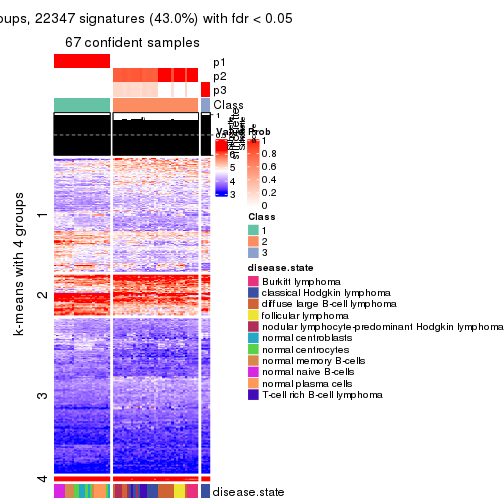 oups, 22347 signatures (43.0%) with fdr < 0.05
67 confident samples
p1
p2
p3
Class
1
Prob
5
4
3
1
0.8
0.6
0.4
0.2
0
k-means with 4 groups
1
2
3
4
Class
1
2
3
disease.state
Burkitt lymphoma
classical Hodgkin lymphoma
diffuse large B-cell lymphoma
follicular lymphoma
nodular lymphocyte-predominant Hodgkin lymphoma
normal centroblasts
normal centrocytes
normal memory B-cells
normal naive B-cells
normal plasma cells
T-cell rich B-cell lymphoma
disease.state